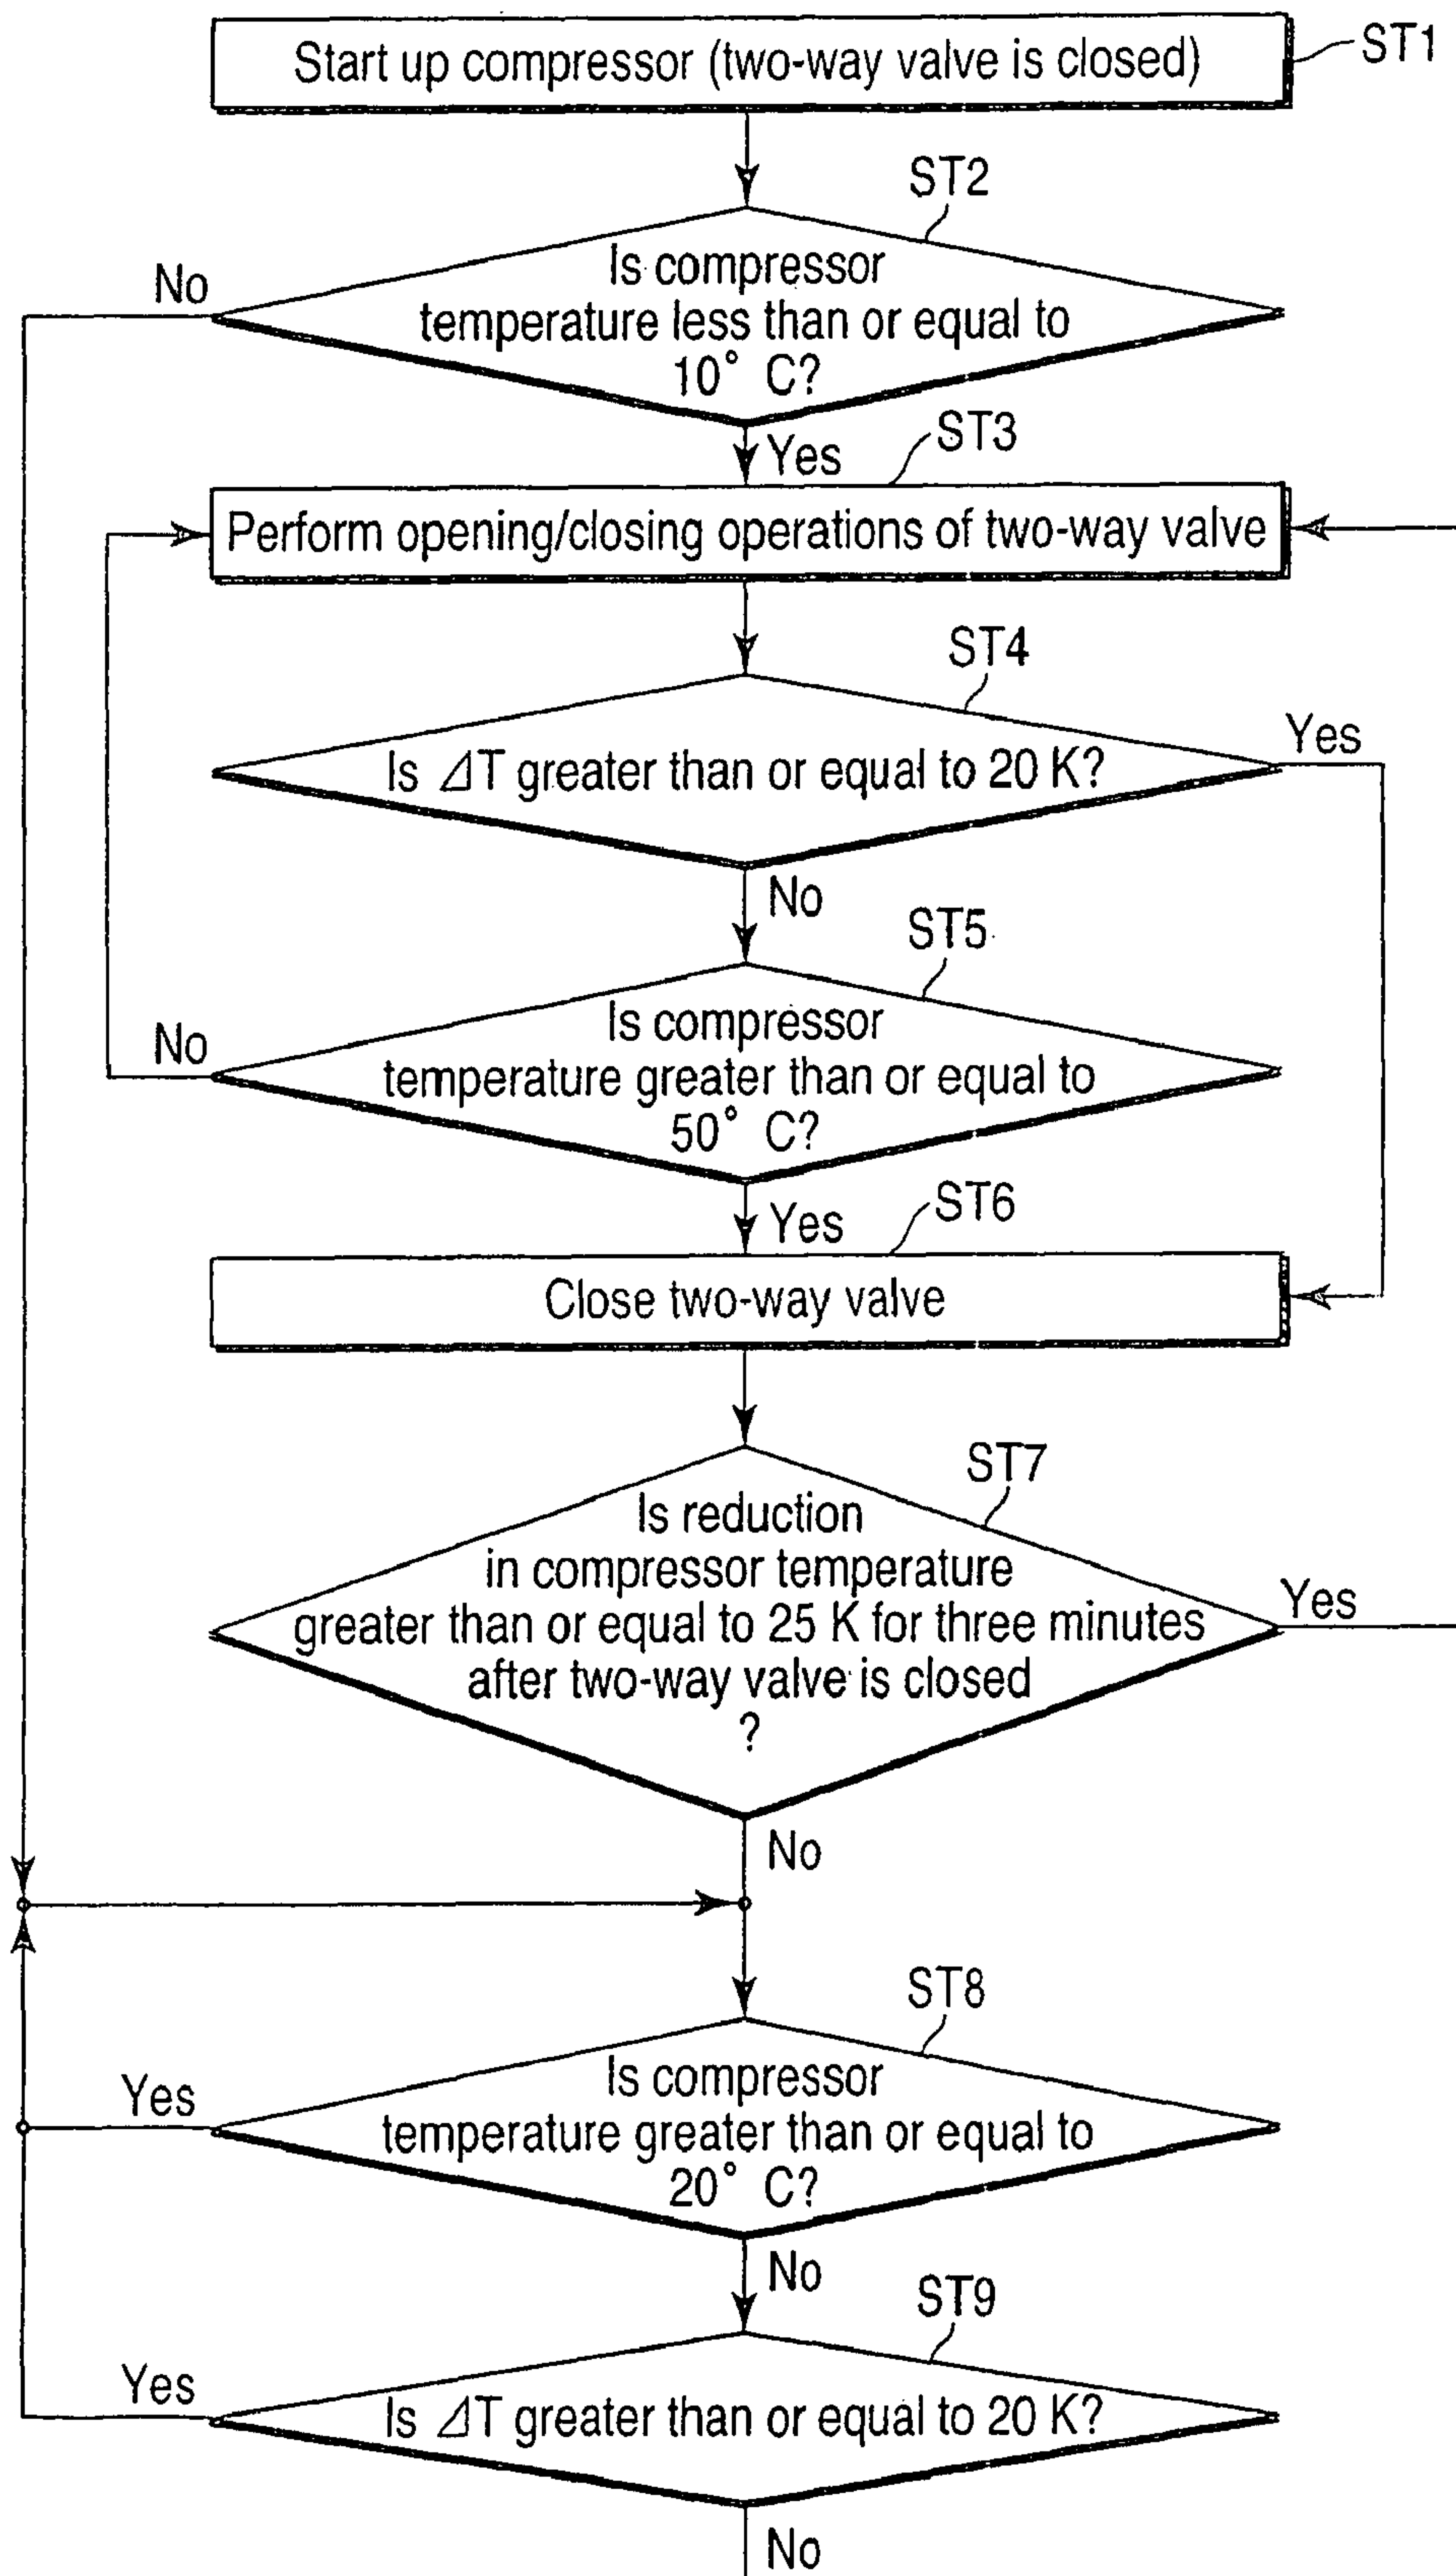 Start up compressor (two-way valve is closed)
ST1
ST2
Is compressor
temperature less than or equal to
10° C?
No
Yes
ST3
Perform opening/closing operations of two-way valve
ST4
Is ⊿T greater than or equal to 20 K?
Yes
No
ST5
Is compressor
temperature greater than or equal to
50° C?
No
Yes
ST6
Close two-way valve
ST7
Is reduction
in compressor temperature
greater than or equal to 25 K for three minutes
after two-way valve is closed
?
Yes
No
ST8
Is compressor
temperature greater than or equal to
20° C?
Yes
No
ST9
Is ⊿T greater than or equal to 20 K?
Yes
No